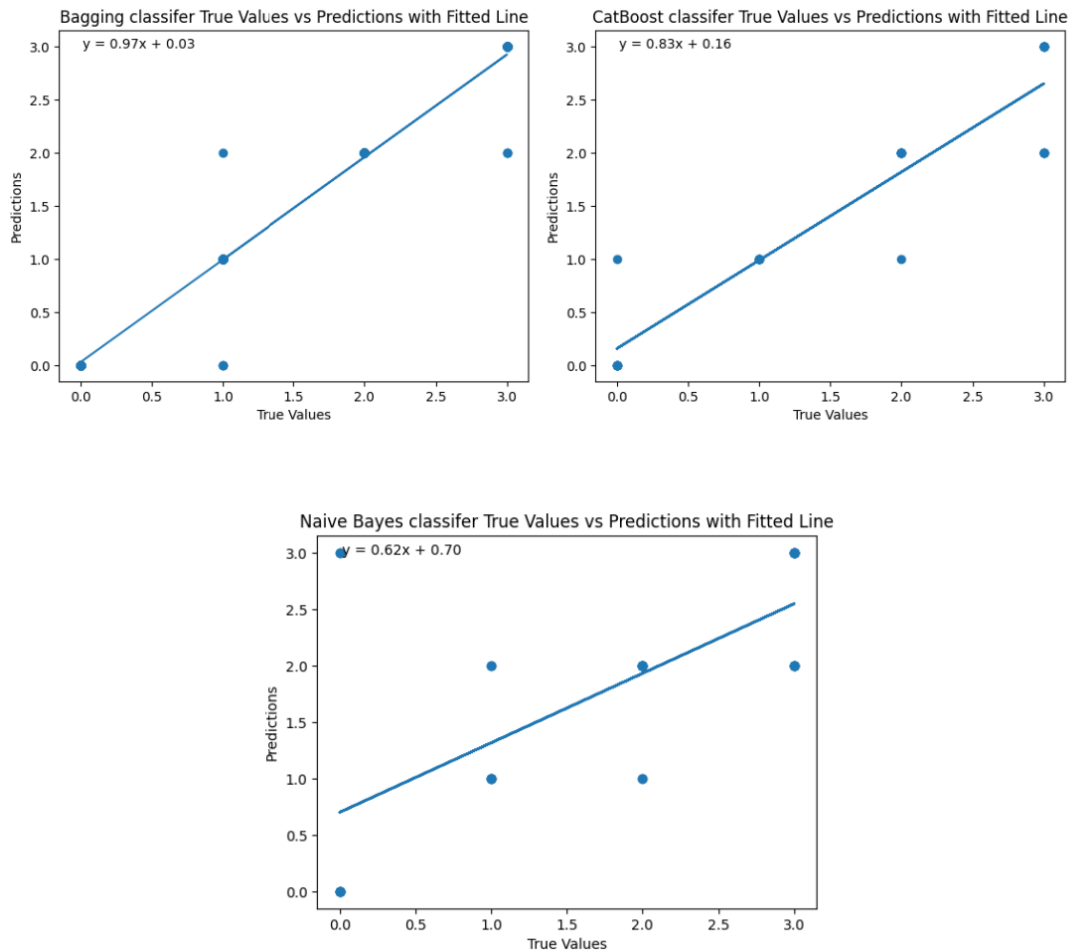 Bagging classifer True Values vs Predictions with Fitted Line
y = 0.97x + 0.03
3.0
2.5
2.0
1.5
1.0
0.5
0.0
Predictions
0.0 0.5 1.0 1.5 2.0 2.5 3.0
True Values
CatBoost classifer True Values vs Predictions with Fitted Line
y = 0.83x + 0.16
3.0
2.5
2.0
1.5
1.0
0.5
0.0
Predictions
0.0 0.5 1.0 1.5 2.0 2.5 3.0
True Values
Naive Bayes classifer True Values vs Predictions with Fitted Line
y = 0.62x + 0.70
3.0
2.5
2.0
1.5
1.0
0.5
0.0
Predictions
0.0 0.5 1.0 1.5 2.0 2.5 3.0
True Values